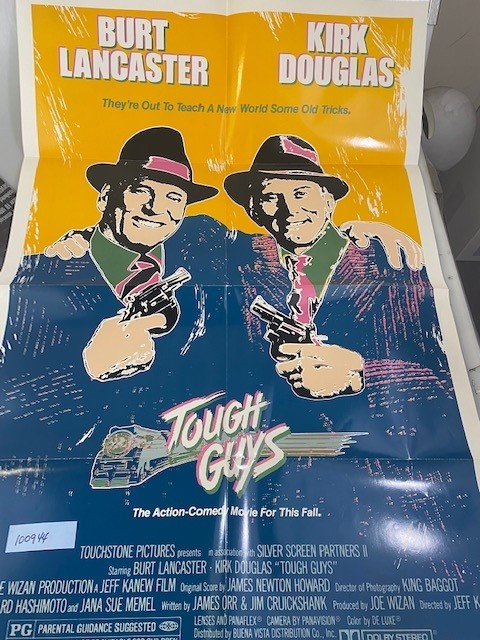 BURT LANCASTER
KIRK DOUGLAS
They're Out To Teach A New World Some Old Tricks.
TOUGH GUYS
The Action-Comedy Movie For This Fall.
100944
TOUCHSTONE PICTURES presents in association with SILVER SCREEN PARTNERS II
Starring BURT LANCASTER · KIRK DOUGLAS "TOUGH GUYS"
E WIZAN PRODUCTION A JEFF KANEW FILM Original Score by JAMES NEWTON HOWARD Director of Photography KING BAGGOT
RD HASHIMOTO and JANA SUE MEMEL Written by JAMES ORR & JIM CRUICKSHANK Produced by JOE WIZAN Directed by JEFF K
PG PARENTAL GUIDANCE SUGGESTED
LENSES AND PANAFLEX® CAMERA BY PANAVISION® Color by DE LUXE®
Distributed by BUENA VISTA DISTRIBUTION Co., Inc.
DOLBY STEREO